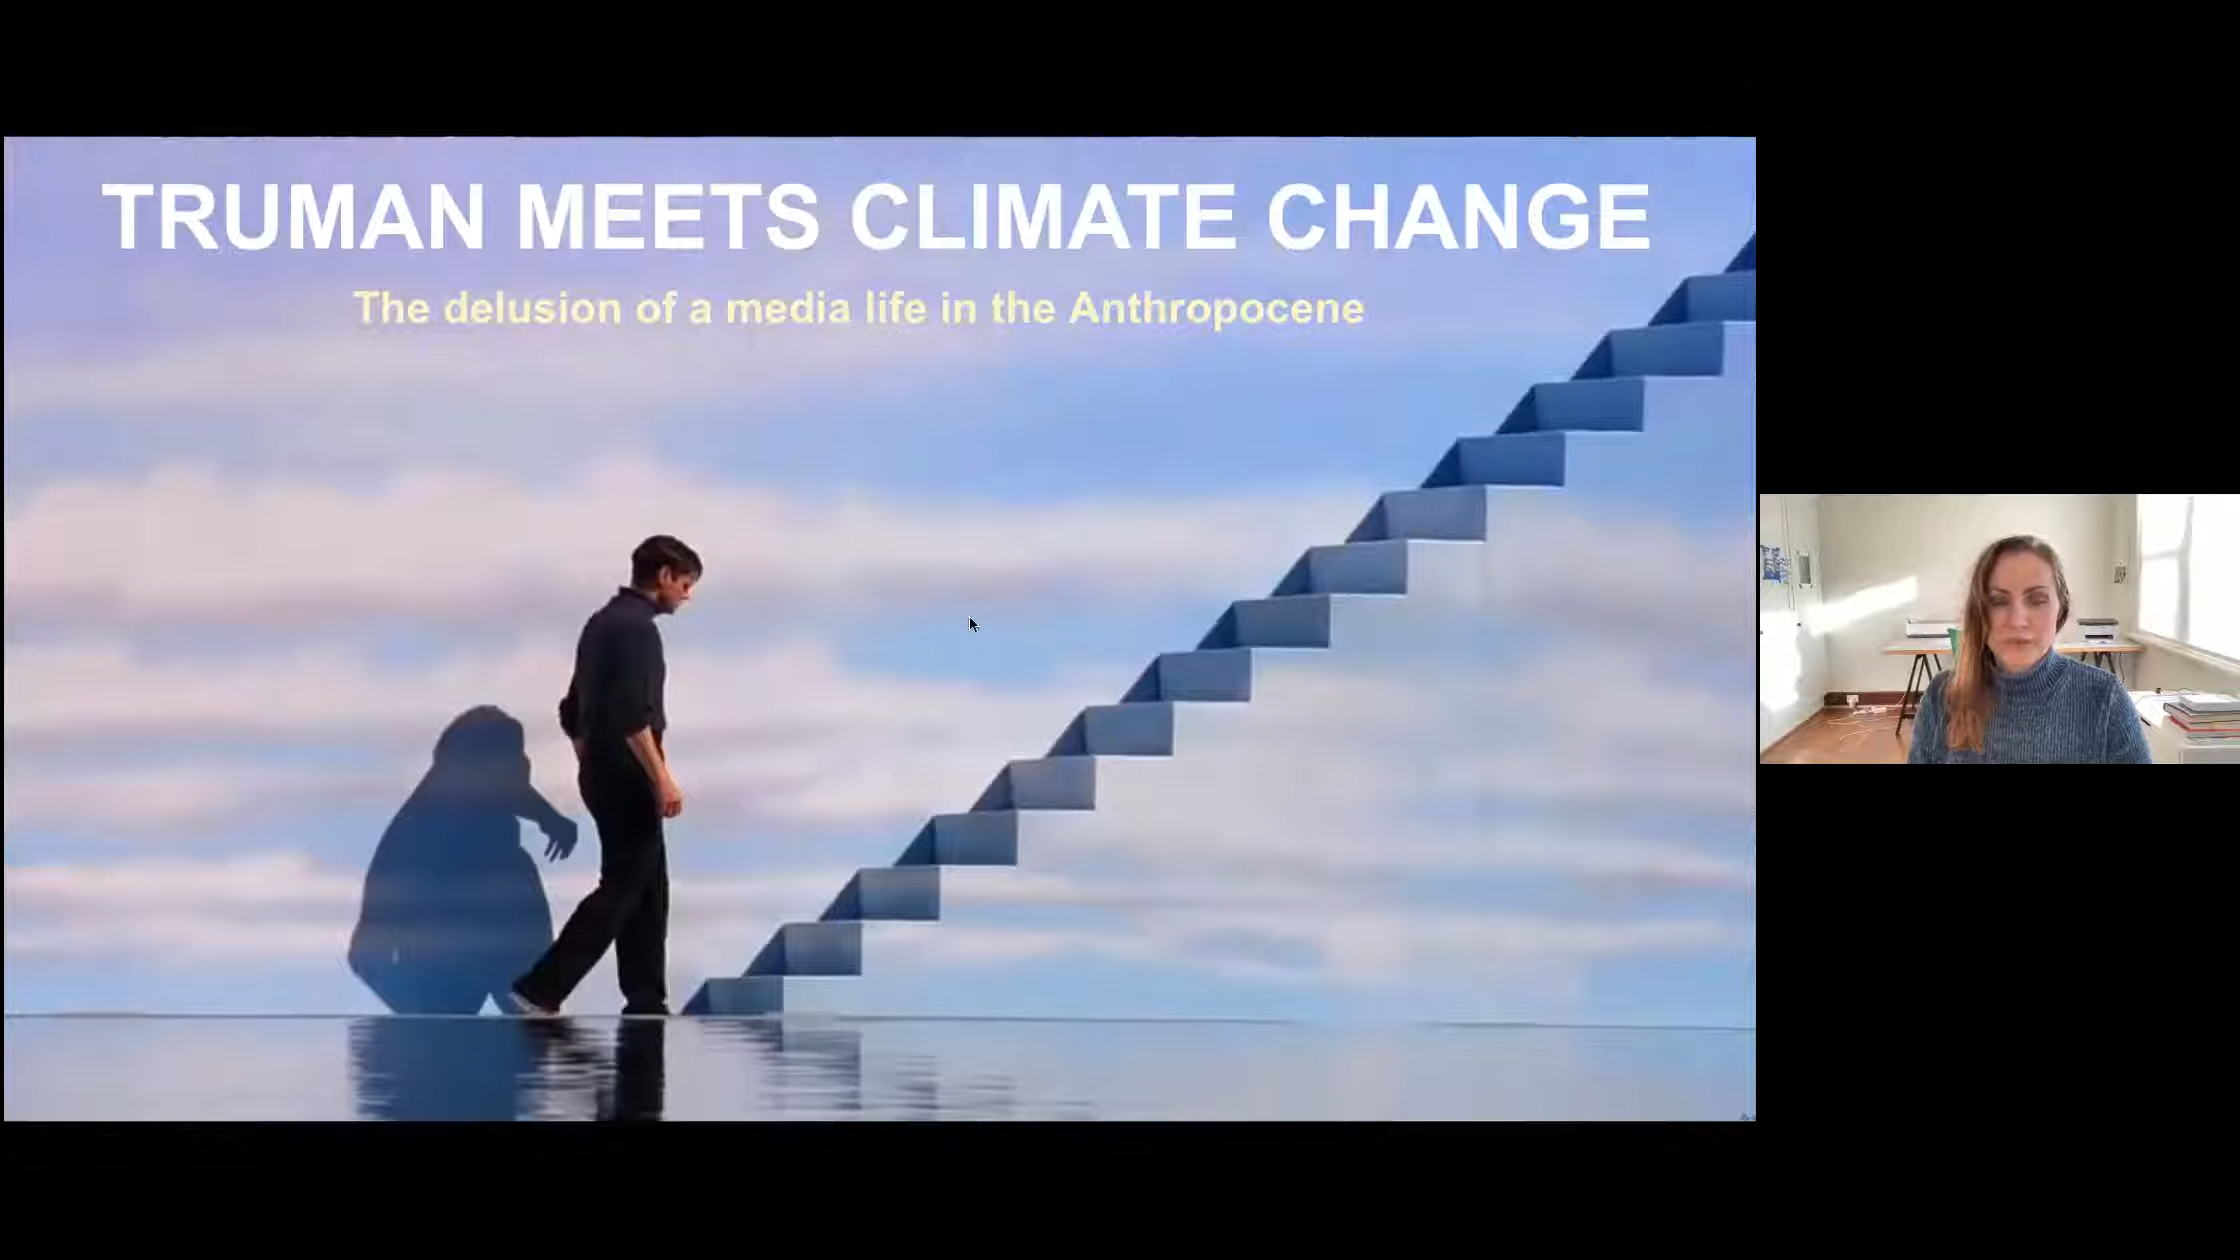 TRUMAN MEETS CLIMATE CHANGE
The delusion of a media life in the Anthropocene